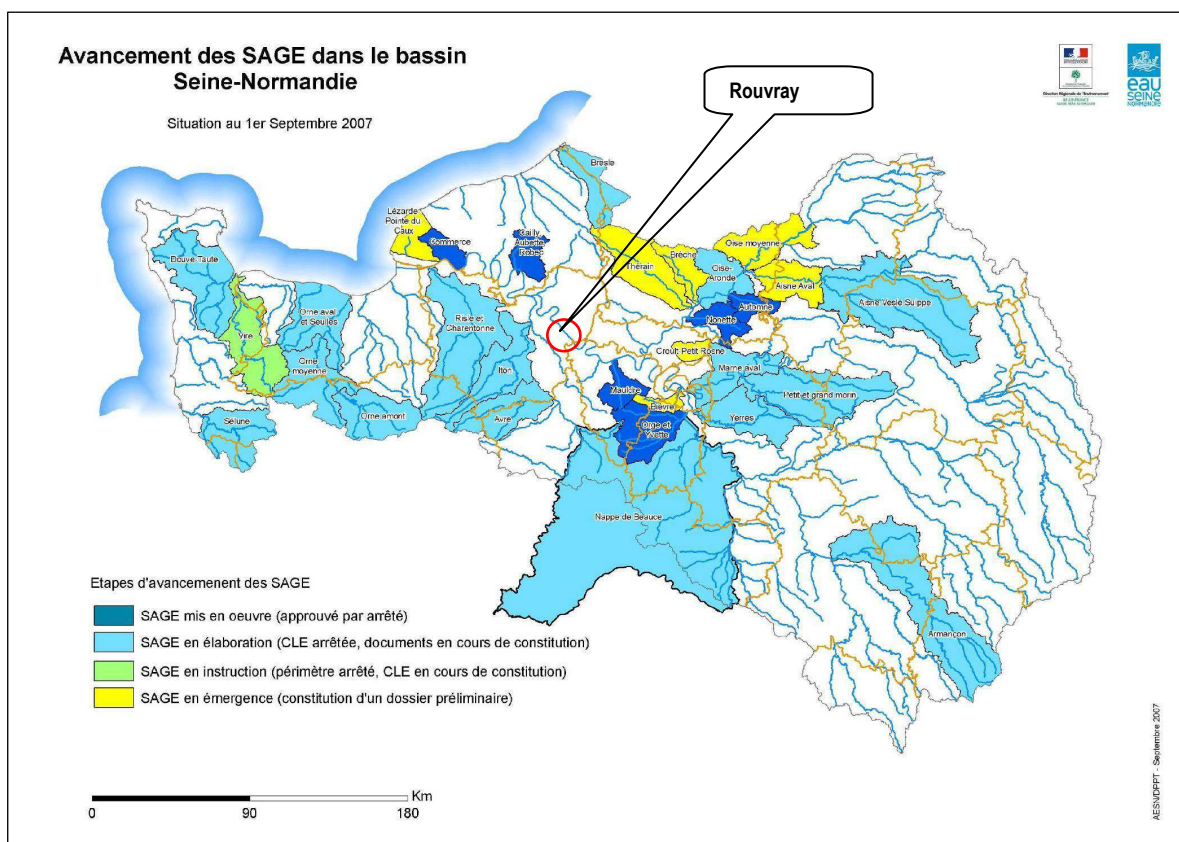 Avancement des SAGE dans le bassin
Seine-Normandie
Situation au 1er Septembre 2007
Rouvray
eau
SEINE
NORMANDIE
Bresle
Lézarde
Pointe du
Caux
Commerce
Cailly
Aubette
Robec
Oise moyenne
Thérain
Brêche
Oise-
Aronde
Aisne Aval
Aisne Vesle Suippe
Automne
Nonette
Douve-Taute
Vire
Orne aval
et Seulles
Orne
moyenne
Risle et
Charentonne
Iton
Croult Petit Rosne
Marne aval
Petit et grand morin
Mauldre
Bièvre
Orge et
Yvette
Yerres
Sélune
Orne amont
Avre
Nappe de Beauce
Armançon
Etapes d'avancemenent des SAGE
SAGE mis en oeuvre (approuvé par arrêté)
SAGE en élaboration (CLE arrêtée, documents en cours de constitution)
SAGE en instruction (périmètre arrêté, CLE en cours de constitution)
SAGE en émergence (constitution d'un dossier préliminaire)
Km
0 90 180
AESN/DPPT - Septembre 2007